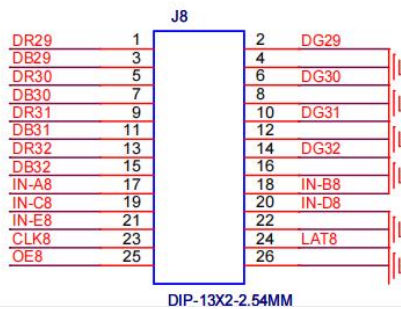 J8
DR29 1 2 DG29
DB29 3 4
DR30 5 6 DG30
DB30 7 8
DR31 9 10 DG31
DB31 11 12
DR32 13 14 DG32
DB32 15 16
IN-A8 17 18 IN-B8
IN-C8 19 20 IN-D8
IN-E8 21 22
CLK8 23 24 LAT8
OE8 25 26
DIP-13X2-2.54MM